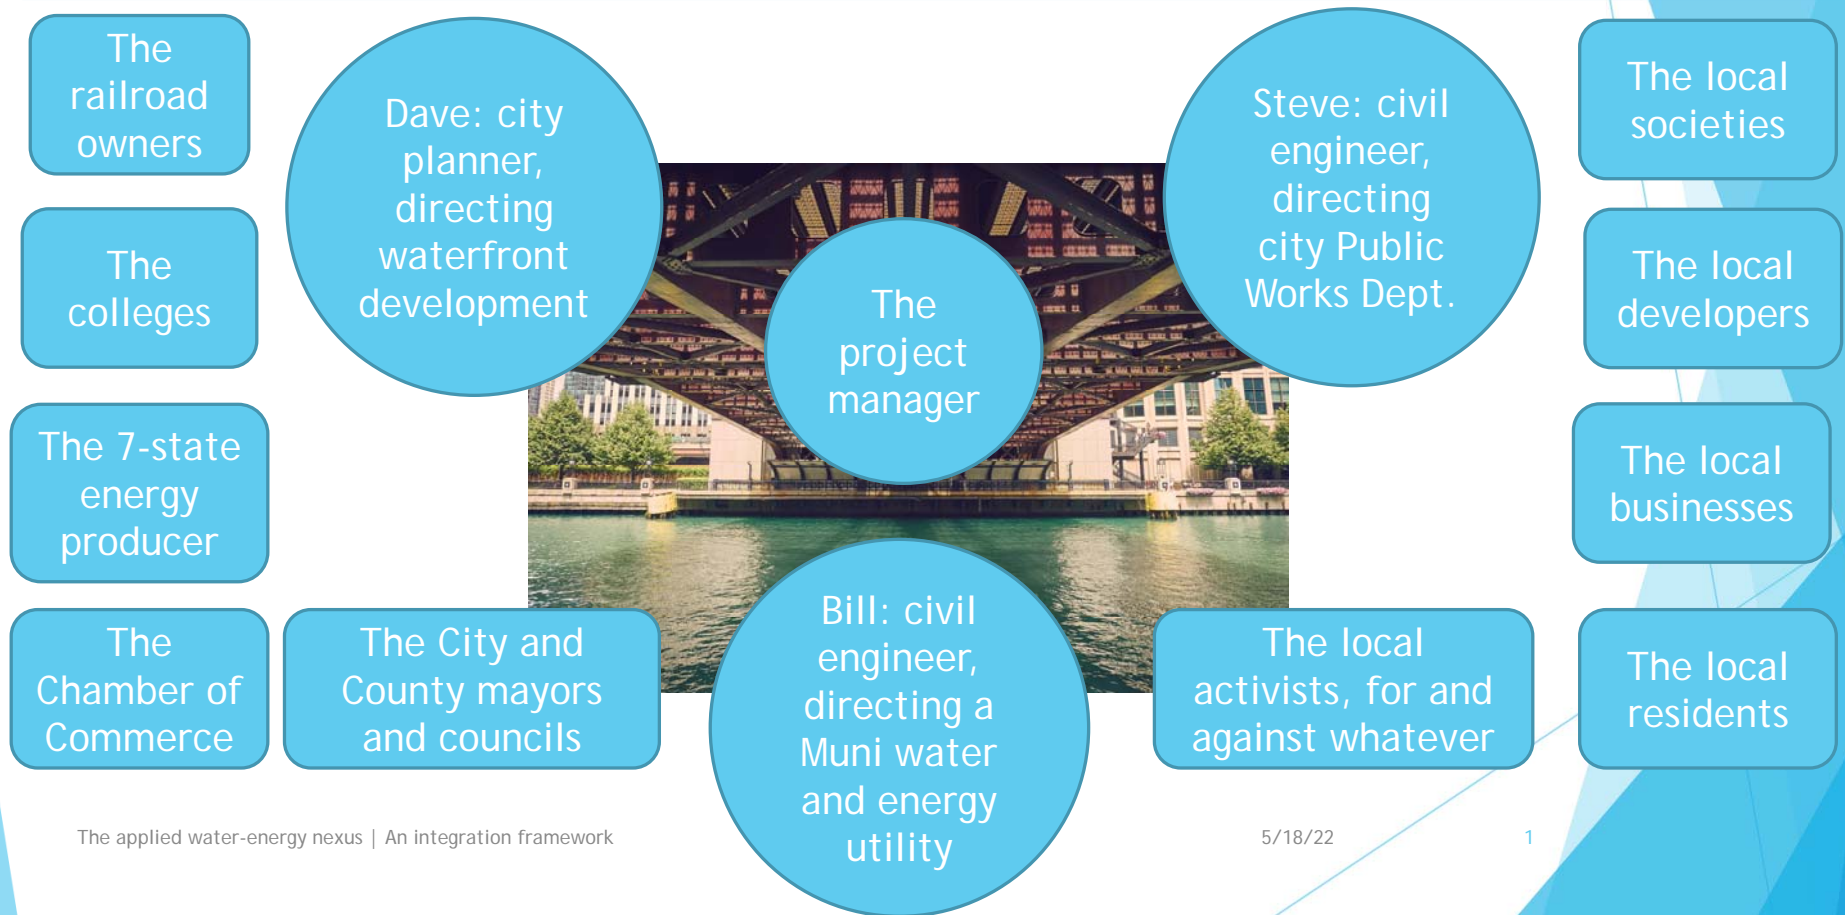 The
railroad
owners
Dave: city
planner,
directing
waterfront
development
Steve: civil
engineer,
directing
city Public
Works Dept.
The local
societies
The
colleges
The
project
manager
The local
developers
The 7-state
energy
producer
The local
businesses
The
Chamber of
Commerce
The City and
County mayors
and councils
Bill: civil
engineer,
directing a
Muni water
and energy
utility
The local
activists, for and
against whatever
The local
residents
The applied water-energy nexus | An integration framework
5/18/22
1